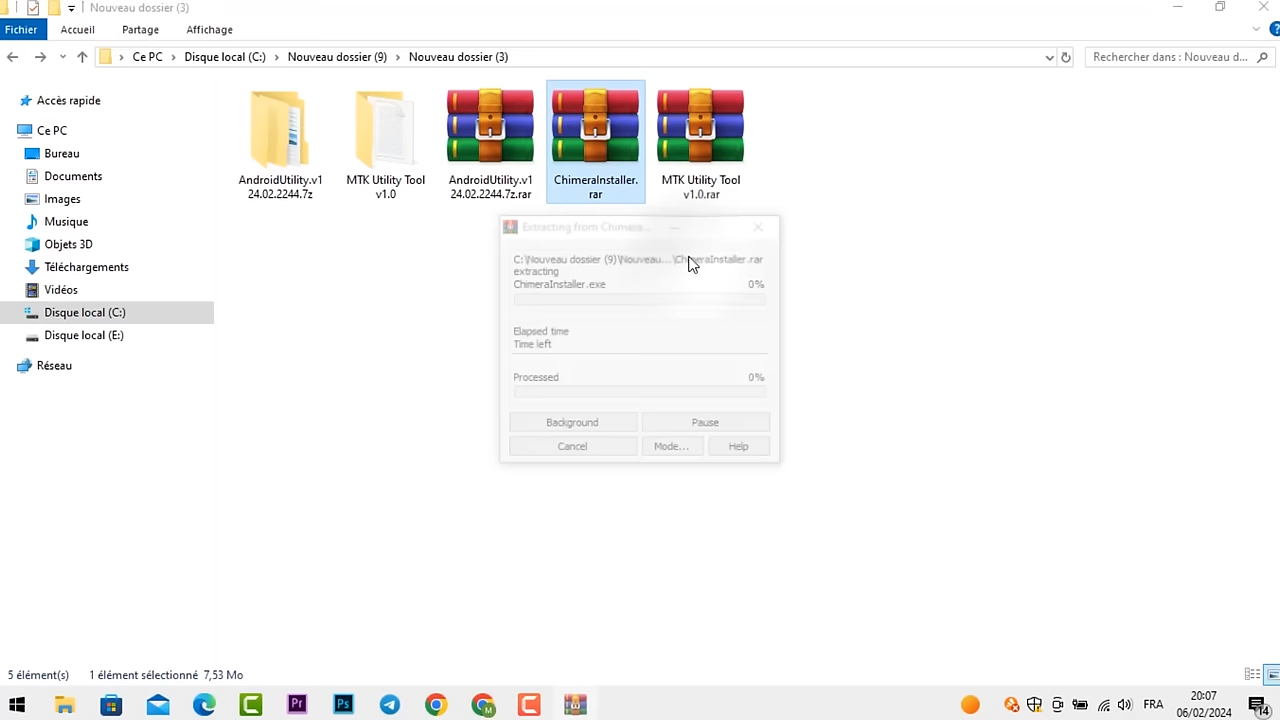 Nouveau dossier (3)
Fichier
Accueil
Partage
Affichage
Ce PC
Disque local (C:)
Nouveau dossier (9)
Nouveau dossier (3)
Rechercher dans : Nouveau d...
Accès rapide
Ce PC
Bureau
Documents
Images
Musique
Objets 3D
Téléchargements
Vidéos
Disque local (C:)
Disque local (E:)
Réseau
AndroidUtility.v1
24.02.2244.7z
MTK Utility Tool
v1.0
AndroidUtility.v1
24.02.2244.7z.rar
ChimeraInstaller.
rar
MTK Utility Tool
v1.0.rar
Extracting from Chimera...
C:\Nouveau dossier (9)\Nouveau...\ChimeraInstaller.rar
extracting
ChimeraInstaller.exe 0%
Elapsed time
Time left
Processed 0%
Background
Pause
Cancel
Mode...
Help
5 élément(s)
1 élément sélectionné 7,53 Mo
Pr
Ps
M
FRA
20:07
06/02/2024
14